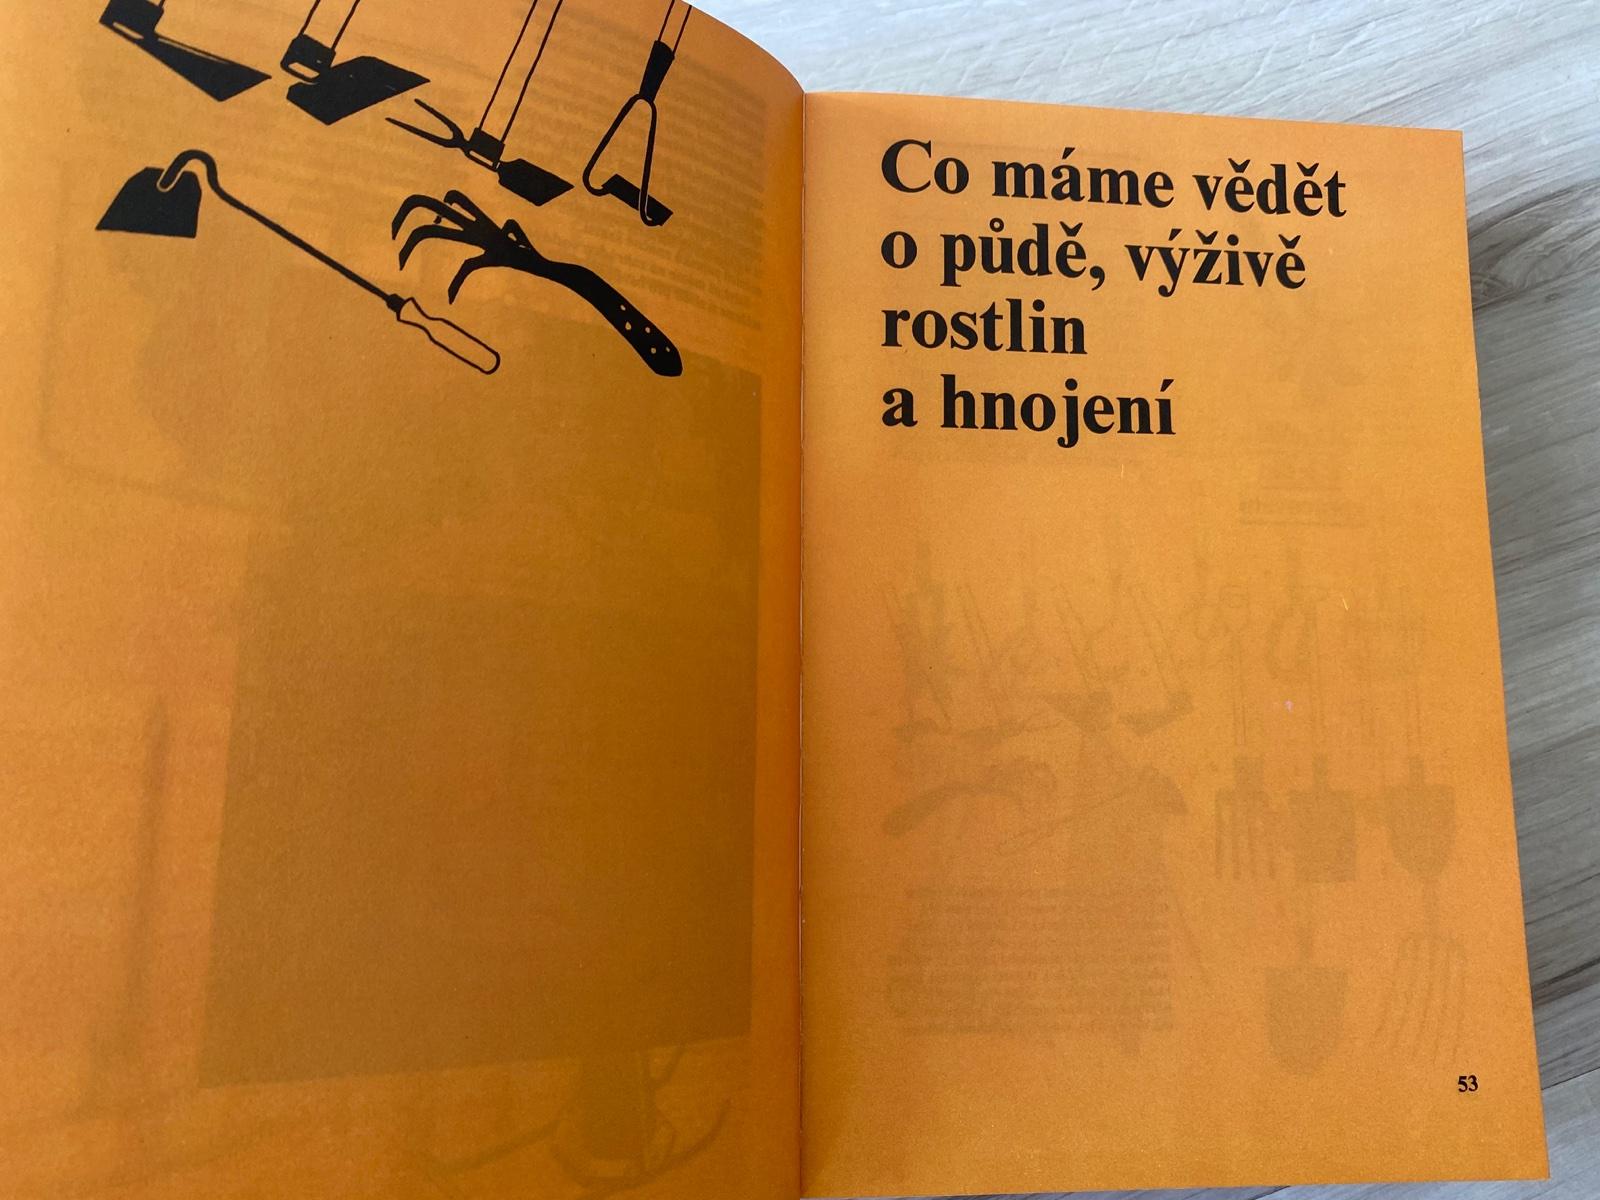 Co máme vědět
o půdě, výživě
rostlin
a hnojení
53